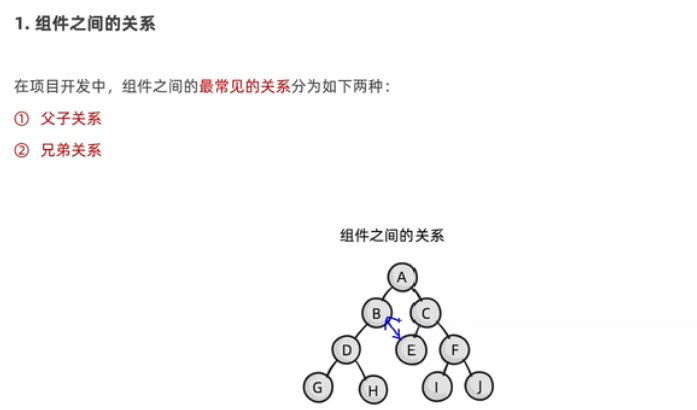 1. 组件之间的关系
在项目开发中，组件之间的最常见的关系分为如下两种：
① 父子关系
② 兄弟关系
组件之间的关系
A
B C
D E F
G H I J